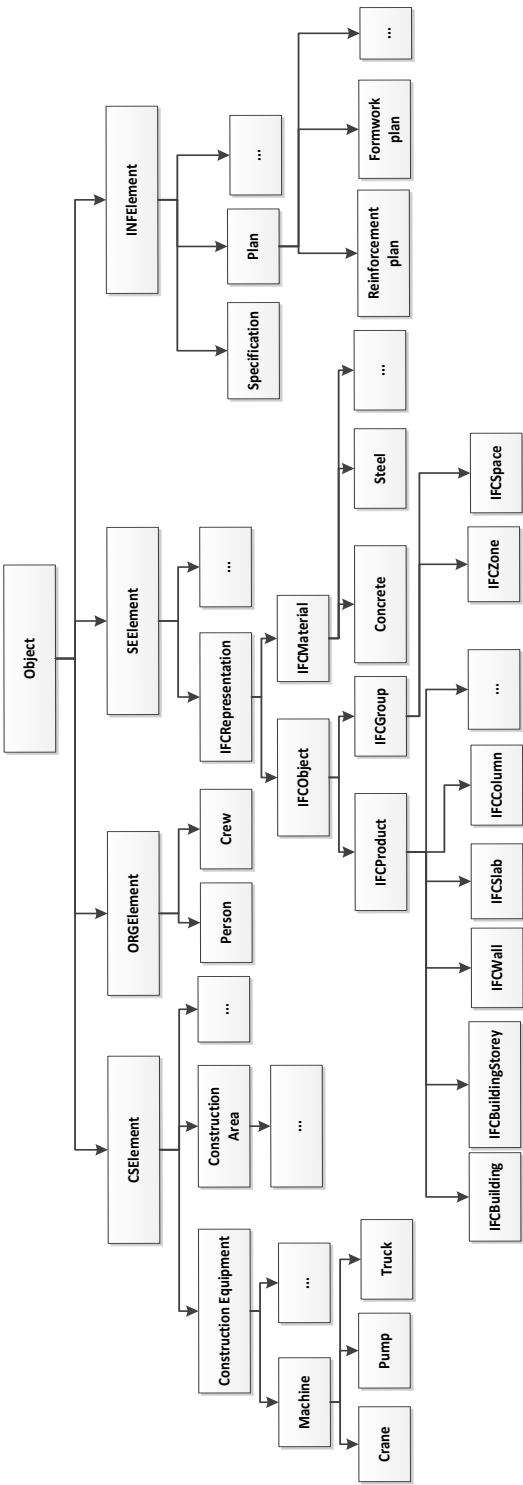 Object
CSElement
ORGElement
SEElement
INFElement
Construction Equipment
Construction
Area
...
Person
Crew
IFCRepresentation
...
Specification
Plan
...
Machine
...
...
IFCObject
IFCMaterial
Reinforcement
plan
Formwork
plan
...
Crane
Pump
Truck
IFCProduct
IFCGroup
Concrete
Steel
...
IFCBuilding
IFCBuildingStorey
IFCWall
IFCSlab
IFCColumn
...
IFCZone
IFCSpace